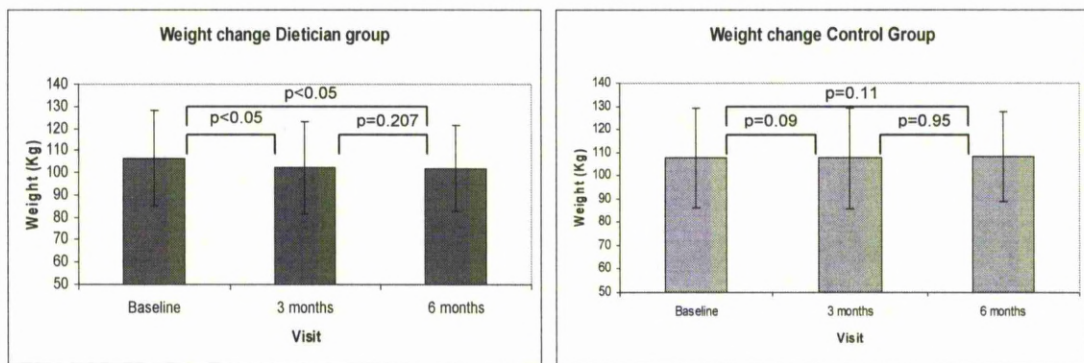 Weight change Dietician group
Weight (Kg)
140
130
120
110
100
90
80
70
60
50
p<0.05
p<0.05
p=0.207
Baseline
3 months
6 months
Visit
Weight change Control Group
Weight (Kg)
140
130
120
110
100
90
80
70
60
50
p=0.11
p=0.09
p=0.95
Baseline
3 months
6 months
Visit